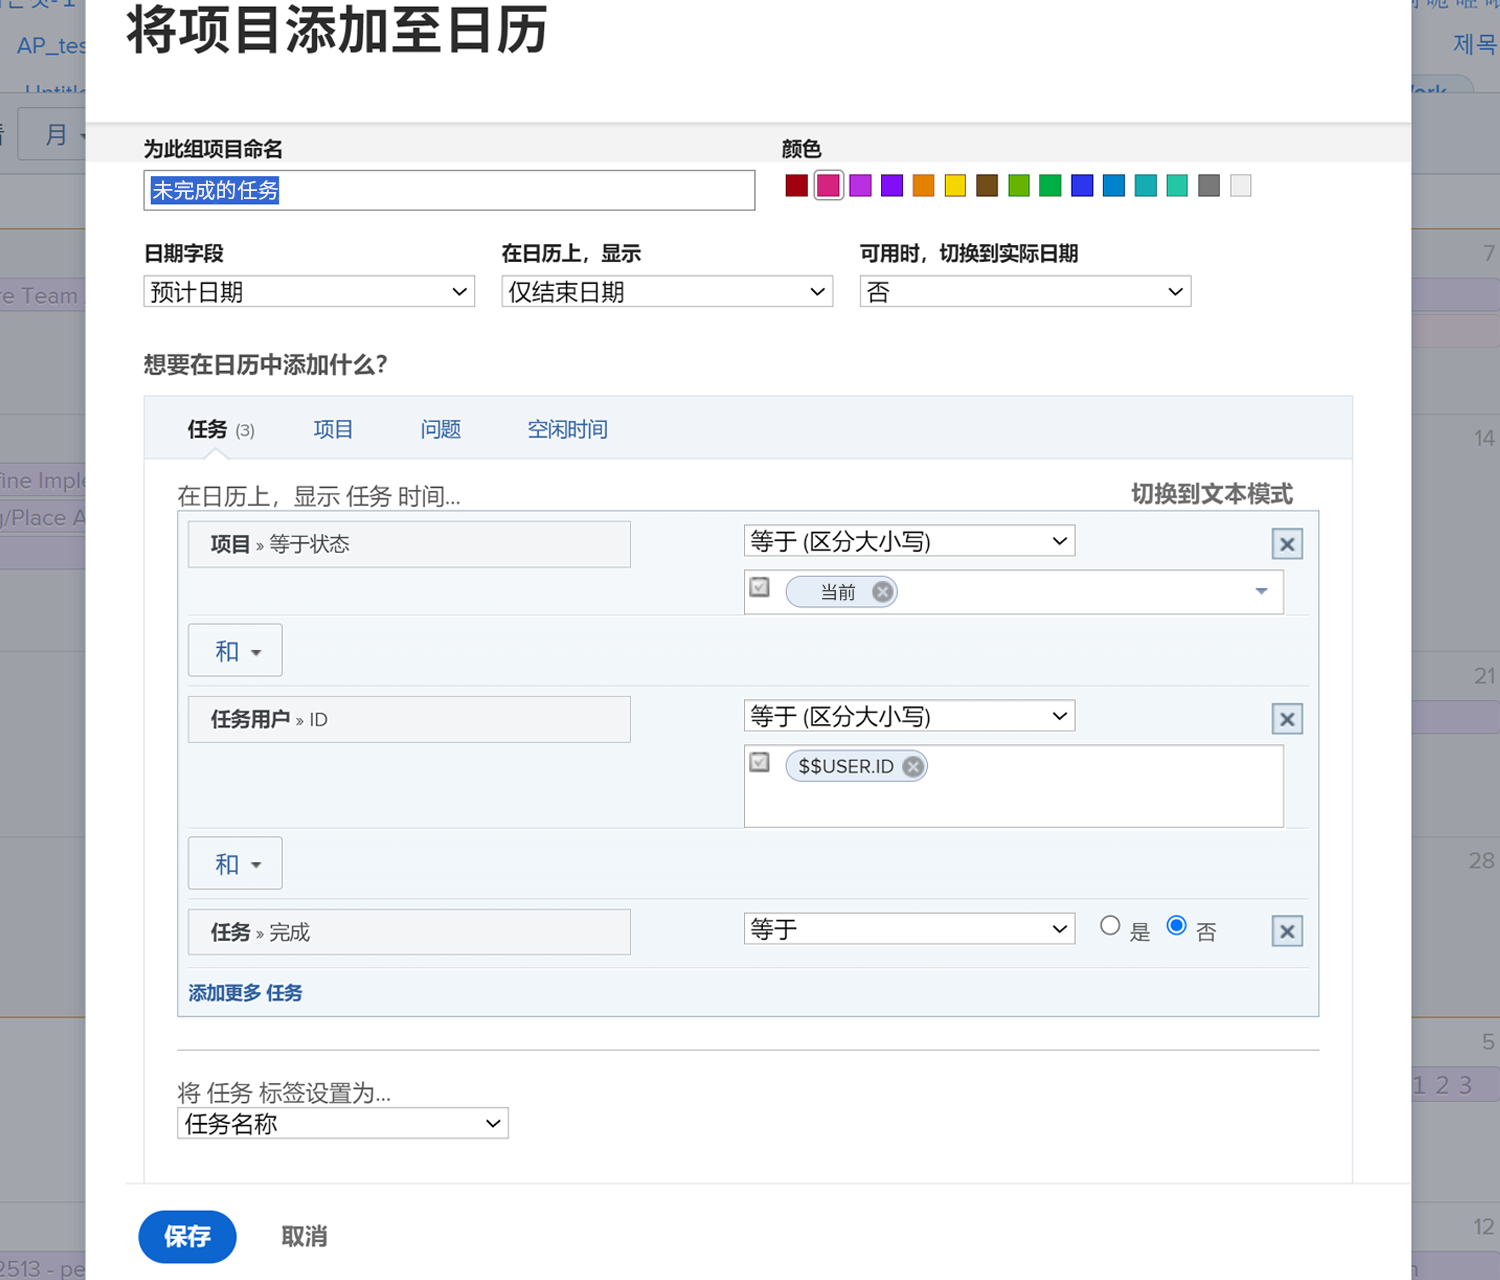 将项目添加至日历
AP_tes
제목
月
为此组项目命名
颜色
未完成的任务
日期字段
在日历上，显示
可用时，切换到实际日期
7
预计日期
仅结束日期
否
re Team
想要在日历中添加什么？
任务 (3)
项目
问题
空闲时间
14
fine Imple
在日历上，显示 任务 时间...
切换到文本模式
g/Place A
项目 » 等于状态
等于 (区分大小写)
当前
和
21
任务用户 » ID
等于 (区分大小写)
$$USER.ID
和
28
任务 » 完成
等于
是
否
添加更多 任务
5
将 任务 标签设置为...
1 2 3
任务名称
保存
取消
12
2513 - pe